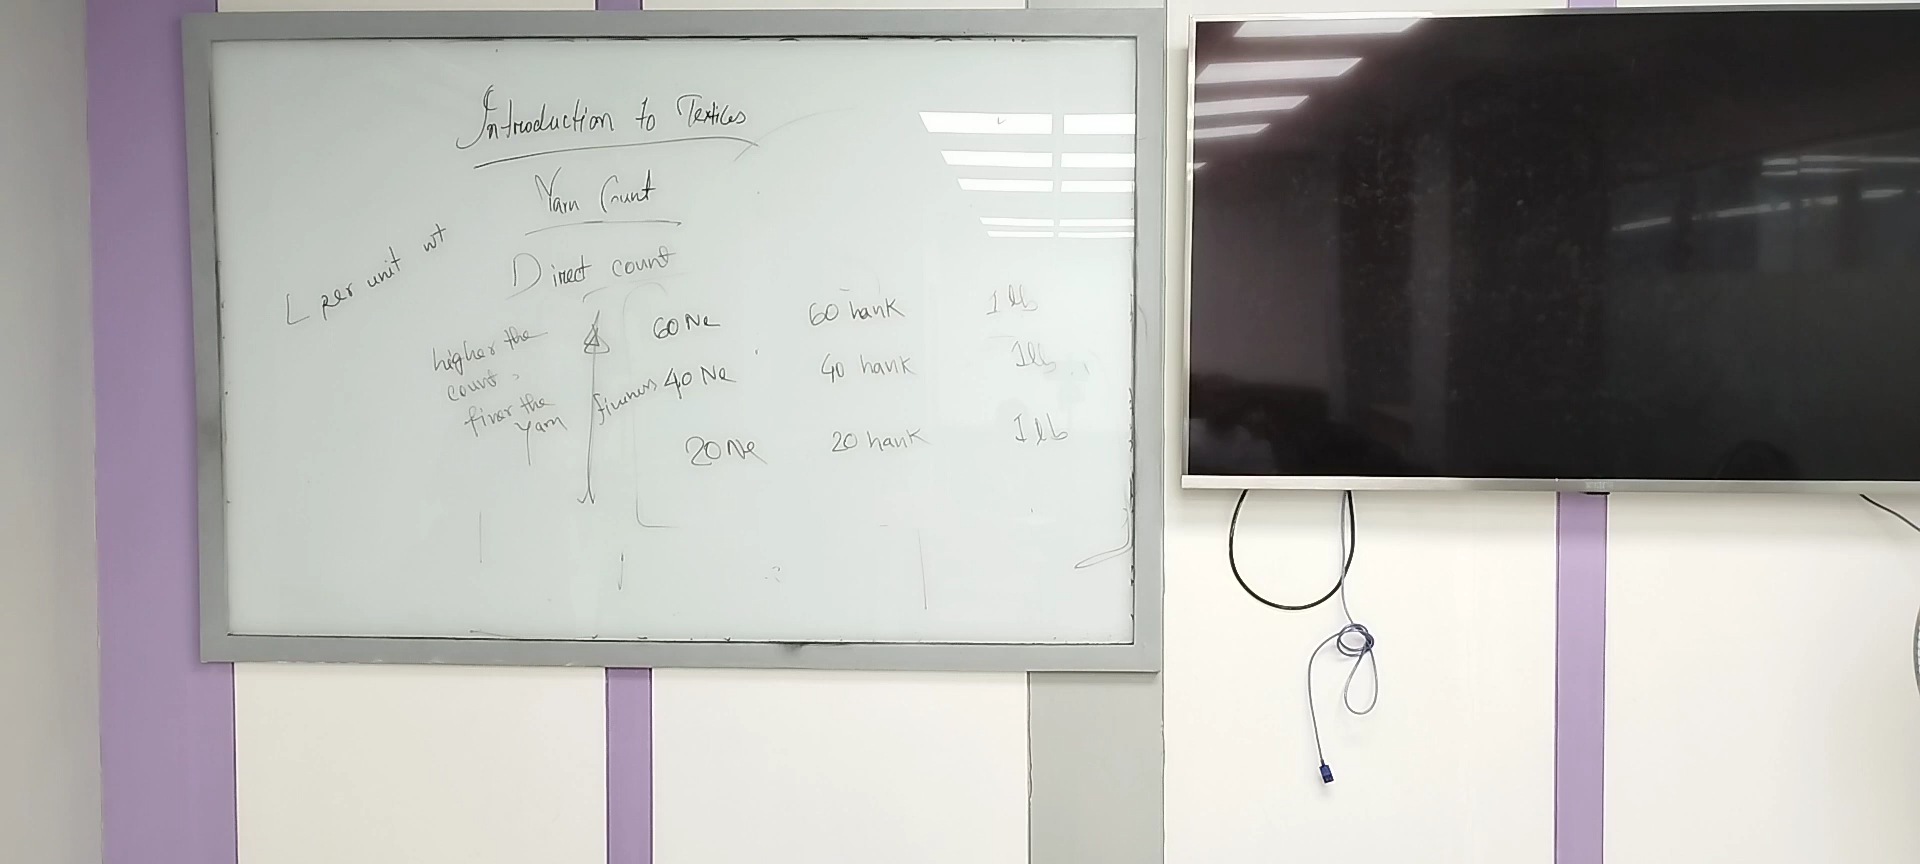 Introduction to Textiles
Yarn Count
L per unit wt
Direct count
higher the
count,
finer the
yarn
fineness
60 Ne 60 hank 1 lb
40 Ne 40 hank 1 lb
20 Ne 20 hank 1 lb